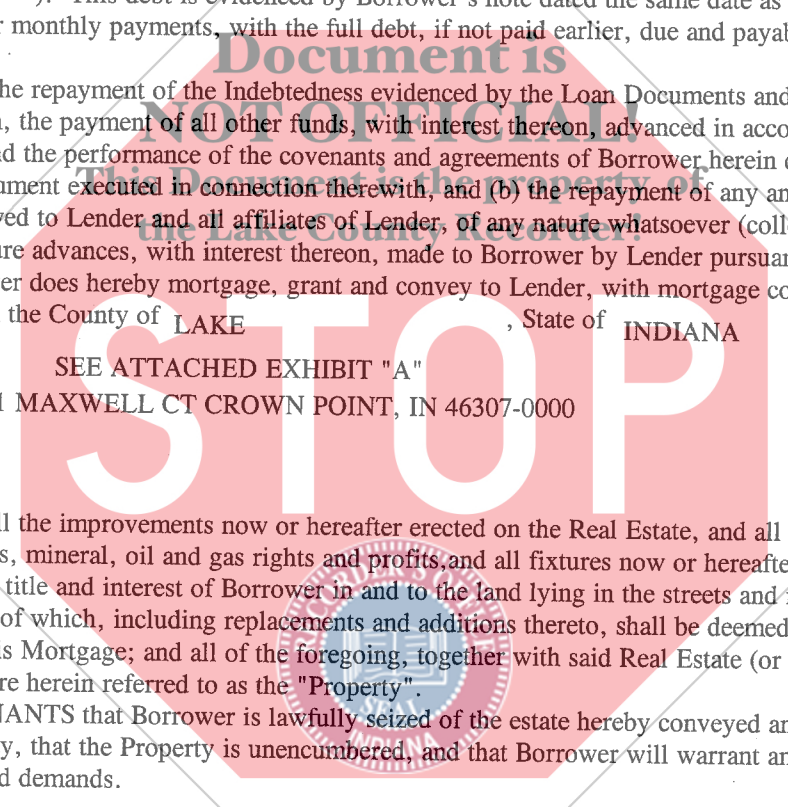 ). This debt is evidenced by Borrower's note dated the same date as
r monthly payments, with the full debt, if not paid earlier, due and payab
Document is
he repayment of the Indebtedness evidenced by the Loan Documents and
NOT OFFICIAL!
, the payment of all other funds, with interest thereon, advanced in acco
d the performance of the covenants and agreements of Borrower herein
This Document is the property of
ument executed in connection therewith, and (b) the repayment of any an
ved to Lender and all affiliates of Lender, of any nature whatsoever (coll
the Lake County Recorder!
ure advances, with interest thereon, made to Borrower by Lender pursuan
er does hereby mortgage, grant and convey to Lender, with mortgage co
the County of LAKE , State of INDIANA
SEE ATTACHED EXHIBIT "A"
MAXWELL CT CROWN POINT, IN 46307-0000
STOP
ll the improvements now or hereafter erected on the Real Estate, and all
s, mineral, oil and gas rights and profits,and all fixtures now or hereafte
title and interest of Borrower in and to the land lying in the streets and
of which, including replacements and additions thereto, shall be deemed
is Mortgage; and all of the foregoing, together with said Real Estate (or
re herein referred to as the "Property".
NANTS that Borrower is lawfully seized of the estate hereby conveyed an
y, that the Property is unencumbered, and that Borrower will warrant an
d demands.
RECORDER'S OFFICE
SEAL
INDIANA